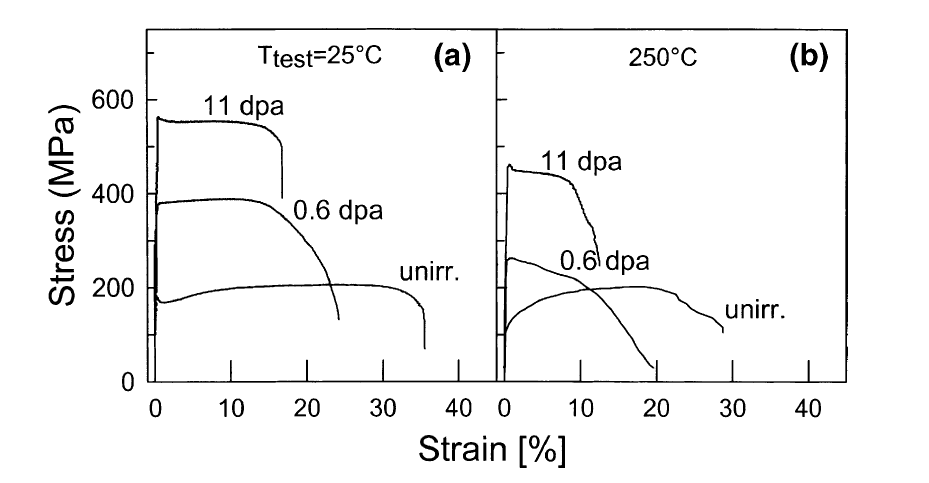 Ttest=25°C (a)
250°C (b)
600
400
200
0
Stress (MPa)
11 dpa
0.6 dpa
unirr.
11 dpa
0.6 dpa
unirr.
0 10 20 30 40
0 10 20 30 40
Strain [%]